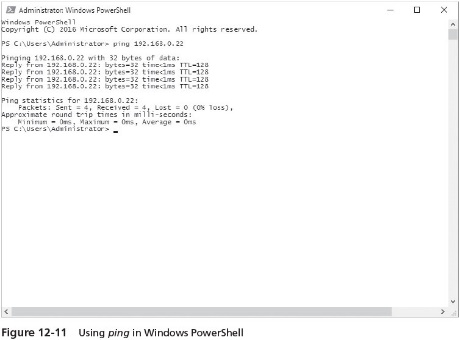 Administrator: Windows PowerShell
Windows PowerShell
Copyright (C) 2016 Microsoft Corporation. All rights reserved.
PS C:\Users\Administrator> ping 192.168.0.22
Pinging 192.168.0.22 with 32 bytes of data:
Reply from 192.168.0.22: bytes=32 time<1ms TTL=128
Reply from 192.168.0.22: bytes=32 time<1ms TTL=128
Reply from 192.168.0.22: bytes=32 time<1ms TTL=128
Reply from 192.168.0.22: bytes=32 time<1ms TTL=128
Ping statistics for 192.168.0.22:
Packets: Sent = 4, Received = 4, Lost = 0 (0% loss),
Approximate round trip times in milli-seconds:
Minimum = 0ms, Maximum = 0ms, Average = 0ms
PS C:\Users\Administrator> _
Figure 12-11 Using ping in Windows PowerShell